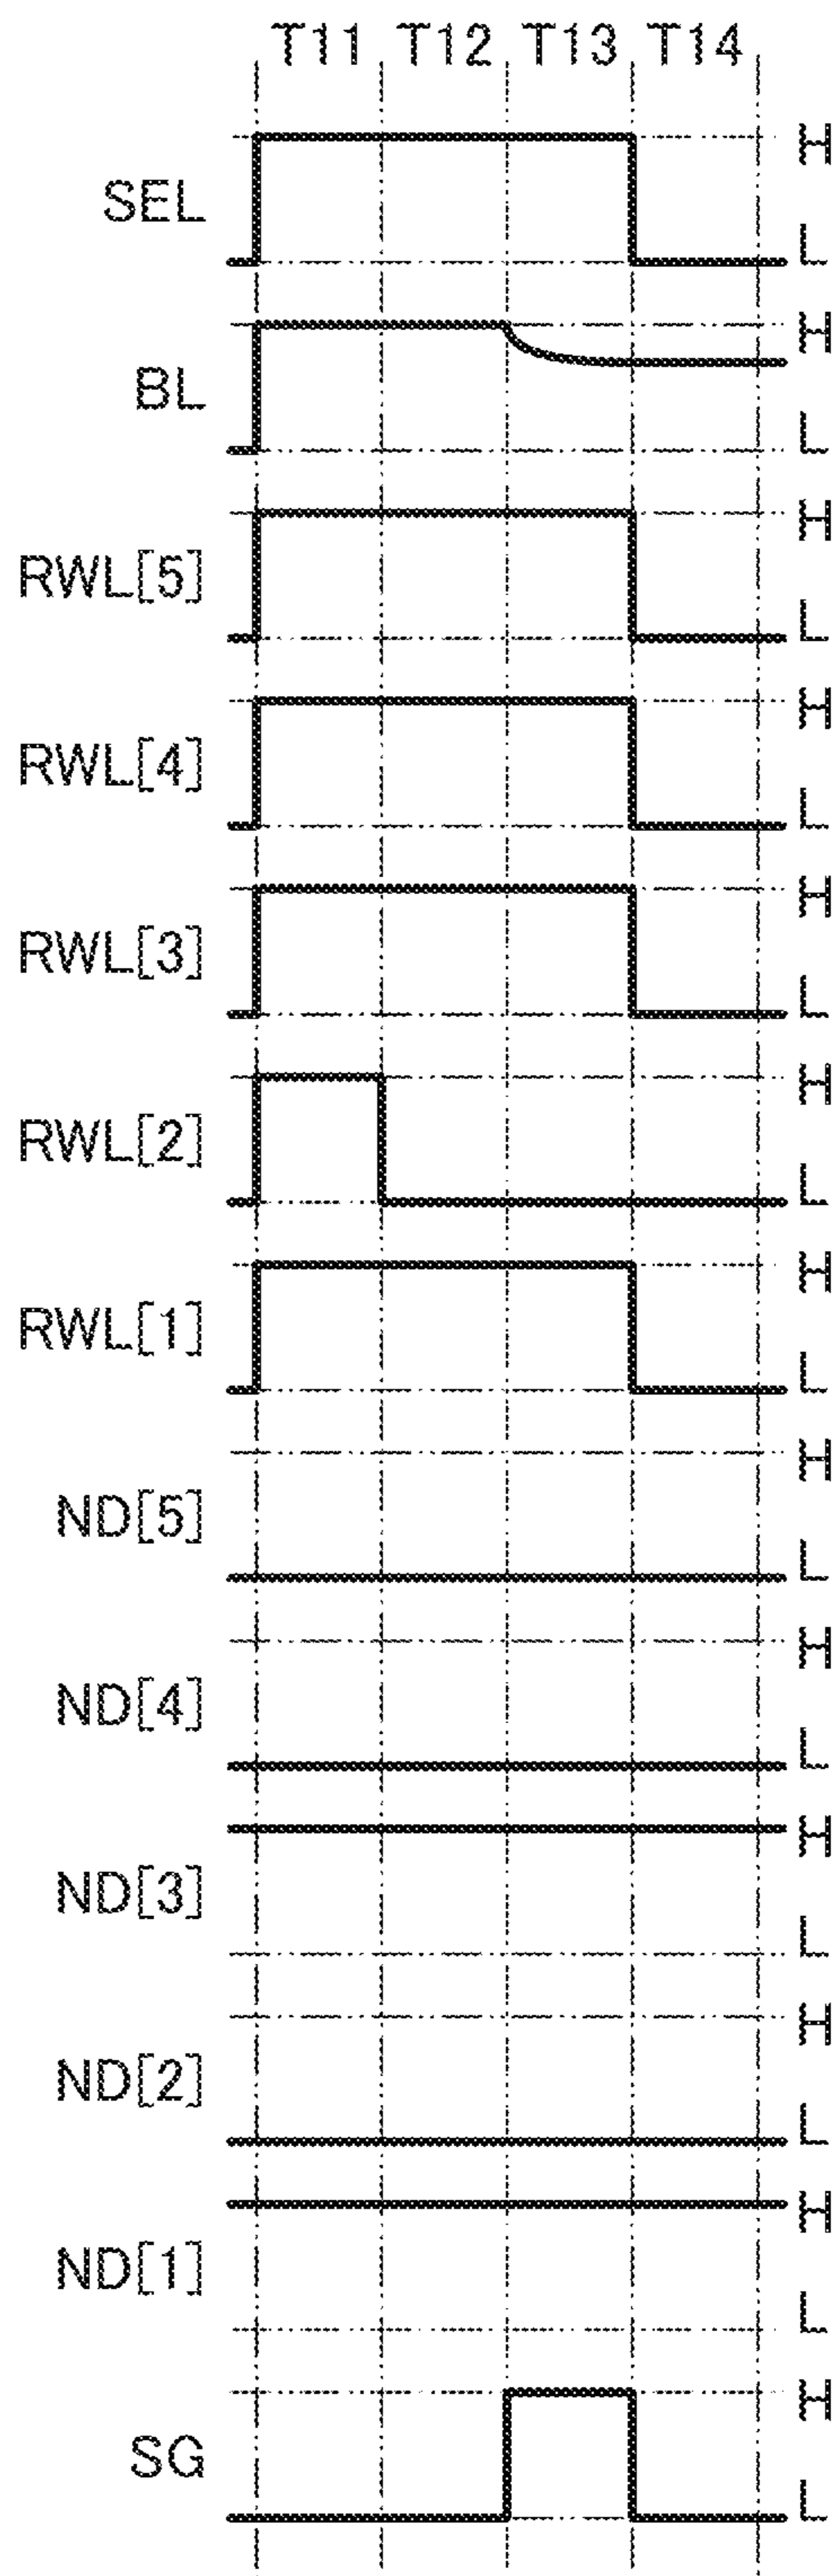 T11 T12 T13 T14
SEL H
L
BL H
L
RWL[5] H
L
RWL[4] H
L
RWL[3] H
L
RWL[2] H
L
RWL[1] H
L
ND[5] H
L
ND[4] H
L
ND[3] H
L
ND[2] H
L
ND[1] H
L
SG H
L